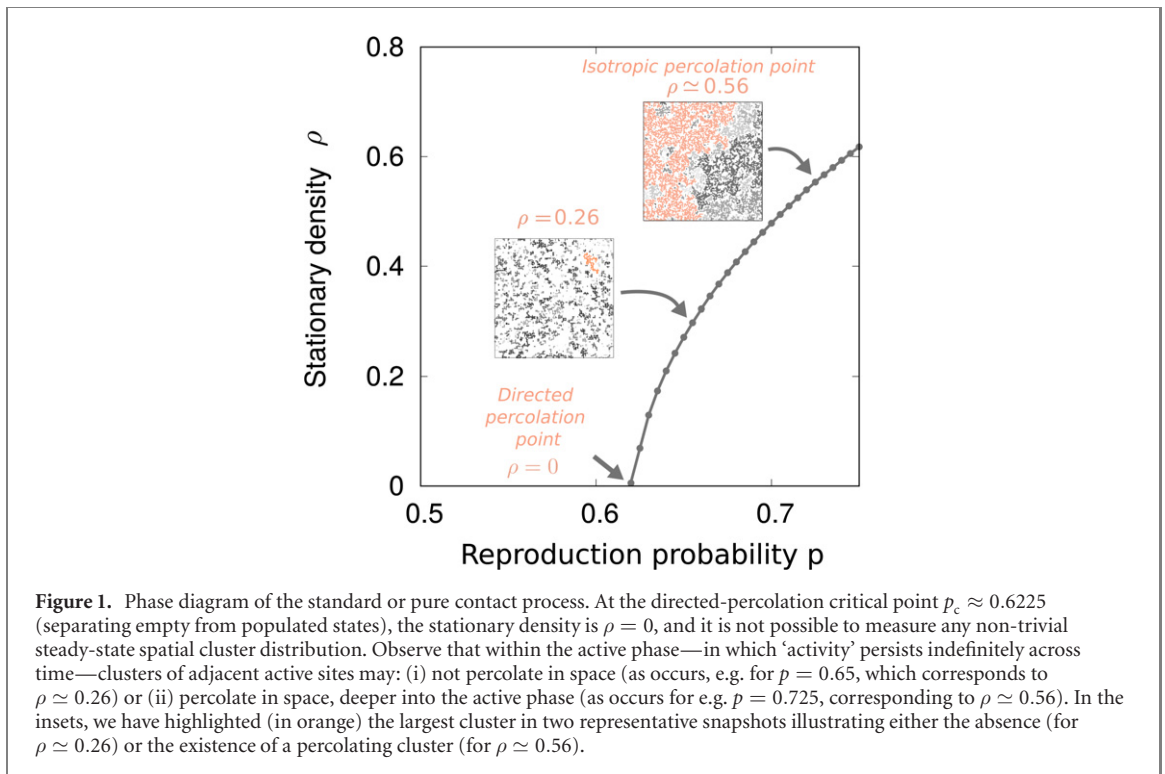 0.8
0.6
0.4
0.2
0
Stationary density ρ
Isotropic percolation point
ρ ≃ 0.56
ρ = 0.26
Directed
percolation
point
ρ = 0
0.5
0.6
0.7
Reproduction probability p
Figure 1. Phase diagram of the standard or pure contact process. At the directed-percolation critical point p_c ≈ 0.6225
(separating empty from populated states), the stationary density is ρ = 0, and it is not possible to measure any non-trivial
steady-state spatial cluster distribution. Observe that within the active phase—in which ‘activity’ persists indefinitely across
time—clusters of adjacent active sites may: (i) not percolate in space (as occurs, e.g. for p = 0.65, which corresponds to
ρ ≃ 0.26) or (ii) percolate in space, deeper into the active phase (as occurs for e.g. p = 0.725, corresponding to ρ ≃ 0.56). In the
insets, we have highlighted (in orange) the largest cluster in two representative snapshots illustrating either the absence (for
ρ ≃ 0.26) or the existence of a percolating cluster (for ρ ≃ 0.56).